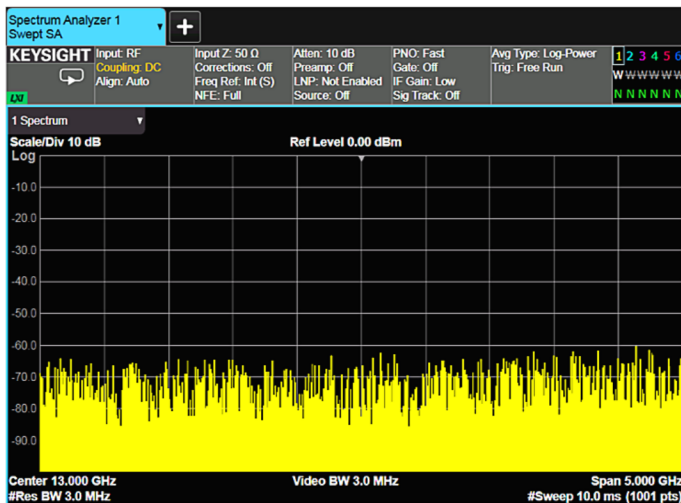 Spectrum Analyzer 1
Swept SA
+
KEYSIGHT
LXI
Input: RF
Coupling: DC
Align: Auto
Input Z: 50 Ω
Corrections: Off
Freq Ref: Int (S)
NFE: Full
Atten: 10 dB
Preamp: Off
LNP: Not Enabled
Source: Off
PNO: Fast
Gate: Off
IF Gain: Low
Sig Track: Off
Avg Type: Log-Power
Trig: Free Run
1 2 3 4 5 6
W W W W W W
N N N N N N
1 Spectrum
Scale/Div 10 dB
Ref Level 0.00 dBm
Log
-10.0
-20.0
-30.0
-40.0
-50.0
-60.0
-70.0
-80.0
-90.0
Center 13.000 GHz
#Res BW 3.0 MHz
Video BW 3.0 MHz
Span 5.000 GHz
#Sweep 10.0 ms (1001 pts)